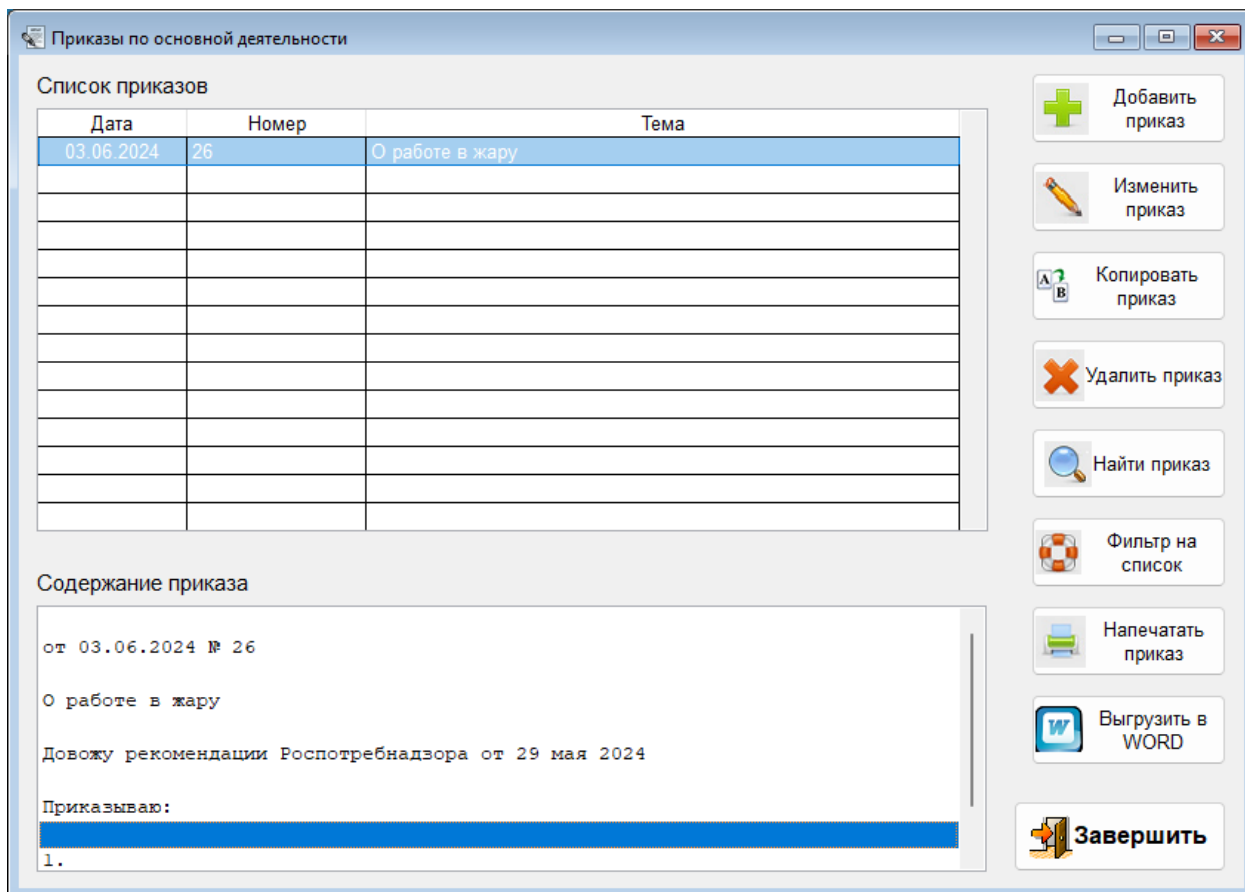 Приказы по основной деятельности
Список приказов
Дата Номер Тема
03.06.2024 26 О работе в жару
Содержание приказа
от 03.06.2024 № 26
О работе в жару
Довожу рекомендации Роспотребнадзора от 29 мая 2024
Приказываю:
1.
Добавить
приказ
Изменить
приказ
A
B
Копировать
приказ
Удалить приказ
Найти приказ
Фильтр на
список
Напечатать
приказ
W
Выгрузить в
WORD
Завершить